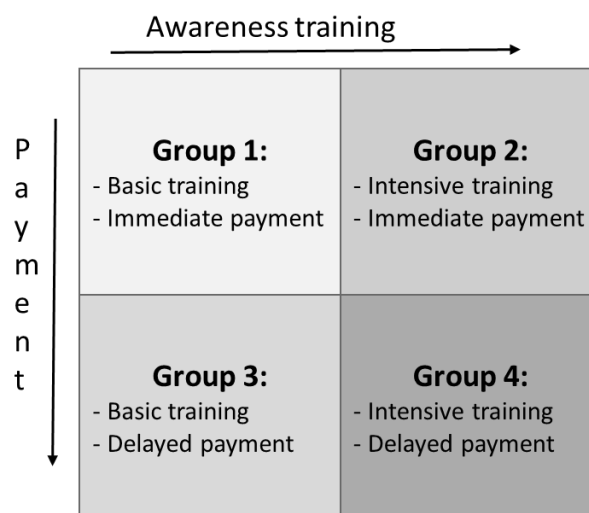 Awareness training
Payment
Group 1:
- Basic training
- Immediate payment
Group 2:
- Intensive training
- Immediate payment
Group 3:
- Basic training
- Delayed payment
Group 4:
- Intensive training
- Delayed payment